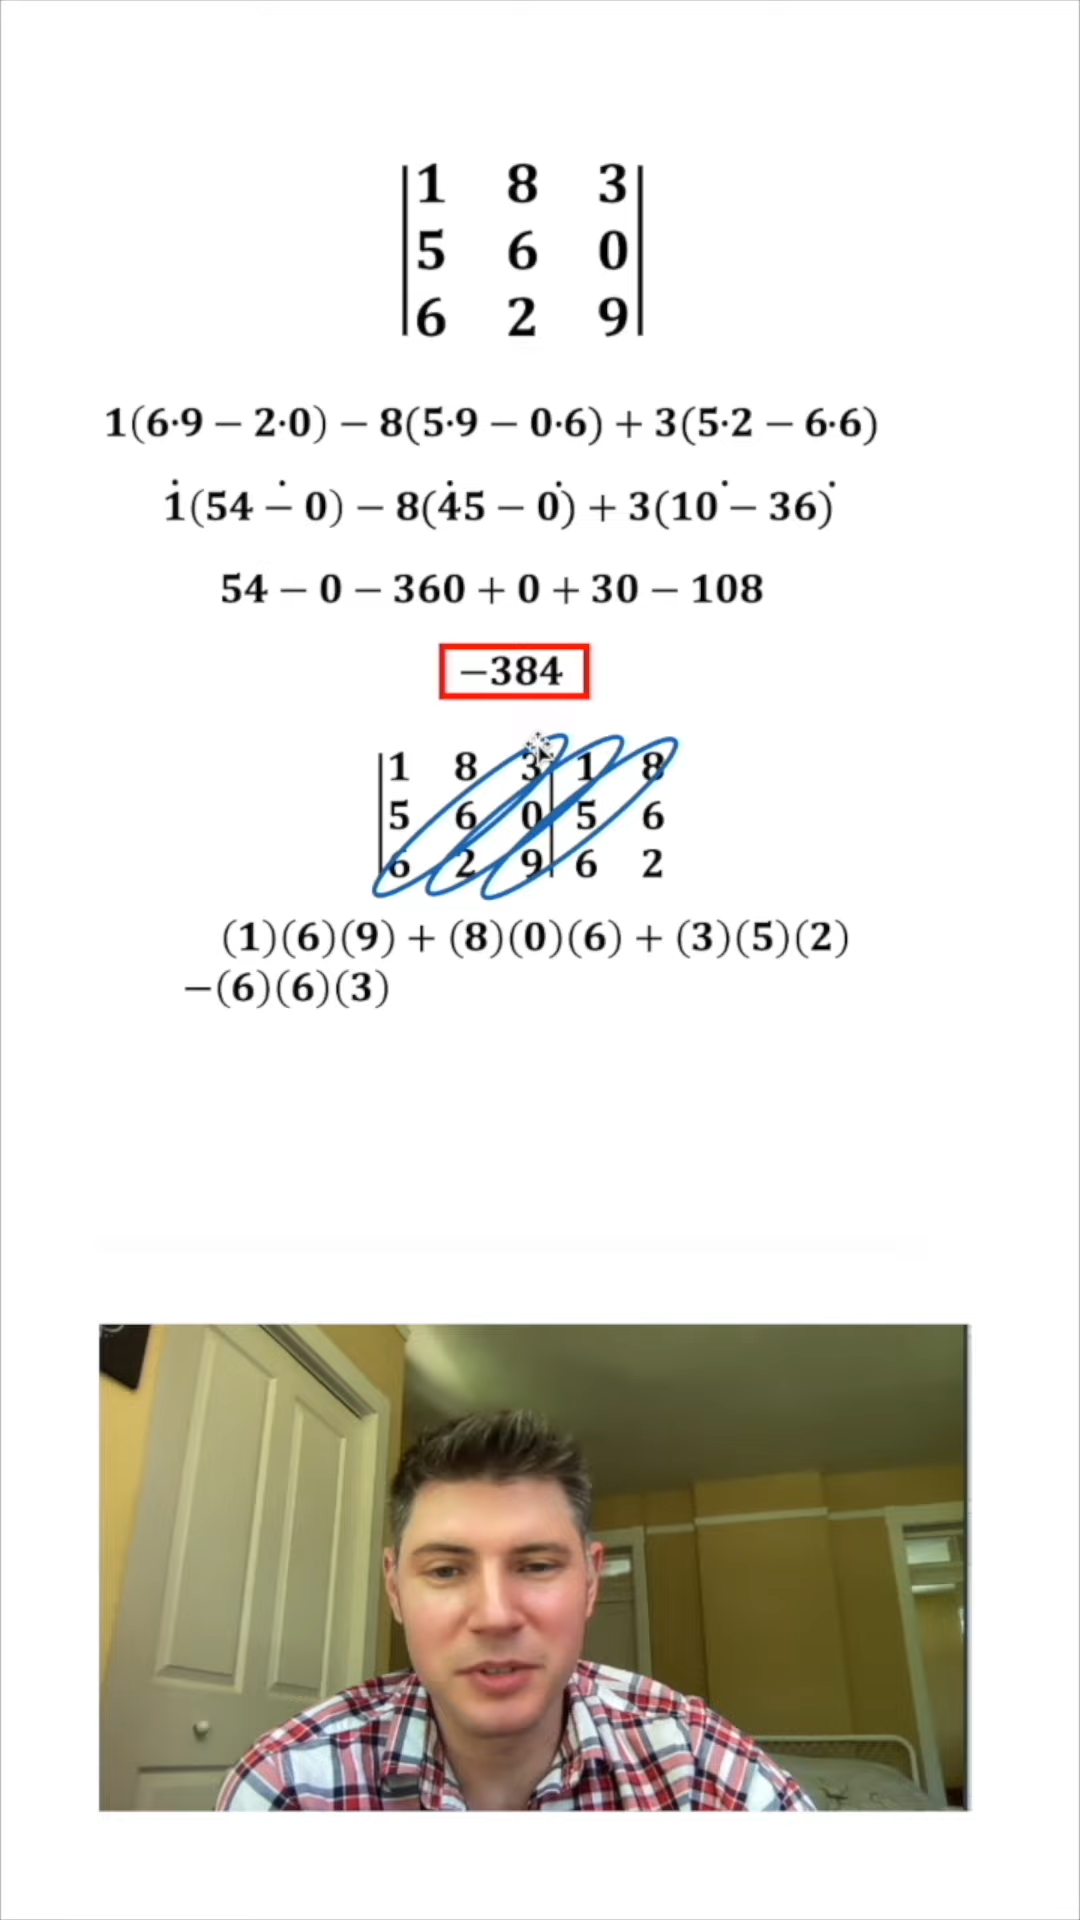 |1 8 3|
|5 6 0|
|6 2 9|
1(6·9 − 2·0) − 8(5·9 − 0·6) + 3(5·2 − 6·6)
1(54 − 0) − 8(45 − 0) + 3(10 − 36)
54 − 0 − 360 + 0 + 30 − 108
−384
|1 8 3| 1 8
|5 6 0| 5 6
|6 2 9| 6 2
(1)(6)(9) + (8)(0)(6) + (3)(5)(2)
−(6)(6)(3)